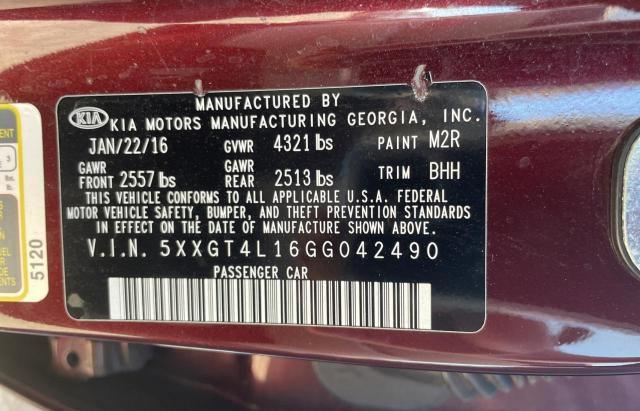 MANUFACTURED BY
KIA KIA MOTORS MANUFACTURING GEORGIA, INC.
JAN/22/16 GVWR 4321 lbs PAINT M2R
GAWR FRONT 2557 lbs GAWR REAR 2513 lbs TRIM BHH
THIS VEHICLE CONFORMS TO ALL APPLICABLE U.S.A. FEDERAL
MOTOR VEHICLE SAFETY, BUMPER, AND THEFT PREVENTION STANDARDS
IN EFFECT ON THE DATE OF MANUFACTURE SHOWN ABOVE.
V.I.N. 5XXGT4L16GG042490
PASSENGER CAR
5120
3